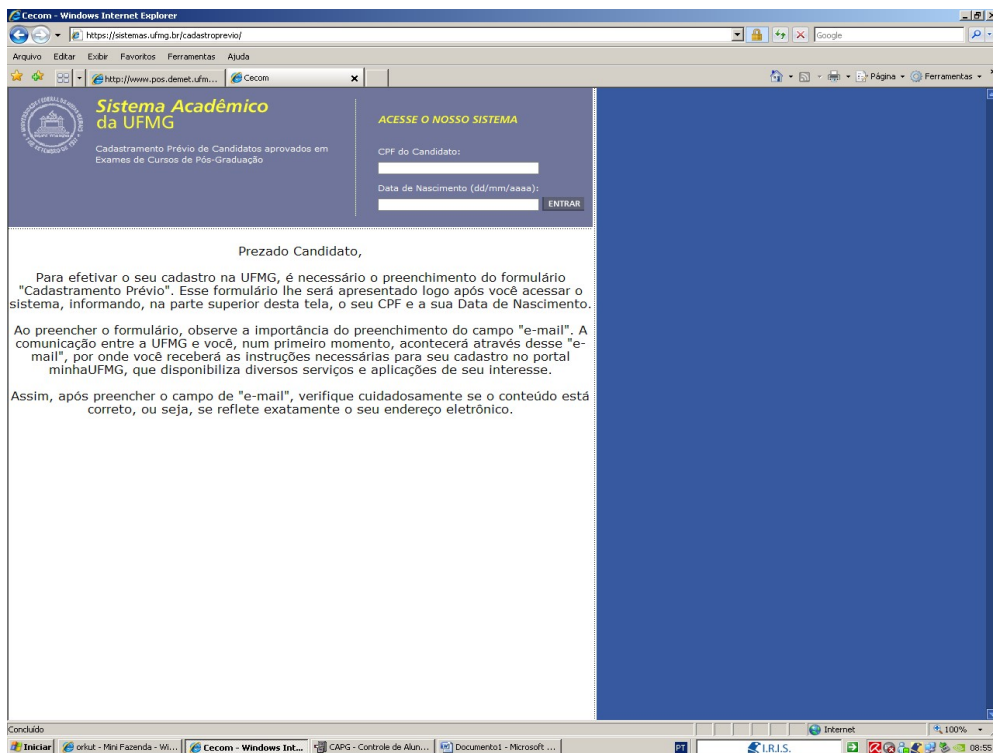 Cecom - Windows Internet Explorer
https://sistemas.ufmg.br/cadastroprevio/
Google
Arquivo Editar Exibir Favoritos Ferramentas Ajuda
http://www.pos.demet.ufm...
Cecom
Página
Ferramentas
Sistema Acadêmico
da UFMG
Cadastramento Prévio de Candidatos aprovados em
Exames de Cursos de Pós-Graduação
ACESSE O NOSSO SISTEMA
CPF do Candidato:
Data de Nascimento (dd/mm/aaaa):
ENTRAR
Prezado Candidato,
Para efetivar o seu cadastro na UFMG, é necessário o preenchimento do formulário
"Cadastramento Prévio". Esse formulário lhe será apresentado logo após você acessar o
sistema, informando, na parte superior desta tela, o seu CPF e a sua Data de Nascimento.
Ao preencher o formulário, observe a importância do preenchimento do campo "e-mail". A
comunicação entre a UFMG e você, num primeiro momento, acontecerá através desse "e-
mail", por onde você receberá as instruções necessárias para seu cadastro no portal
minhaUFMG, que disponibiliza diversos serviços e aplicações de seu interesse.
Assim, após preencher o campo de "e-mail", verifique cuidadosamente se o conteúdo está
correto, ou seja, se reflete exatamente o seu endereço eletrônico.
Concluído
Internet
100%
Iniciar
orkut - Mini Fazenda - Wi...
Cecom - Windows Int...
CAPG - Controle de Alun...
Documento1 - Microsoft ...
PT
I.R.I.S.
08:55